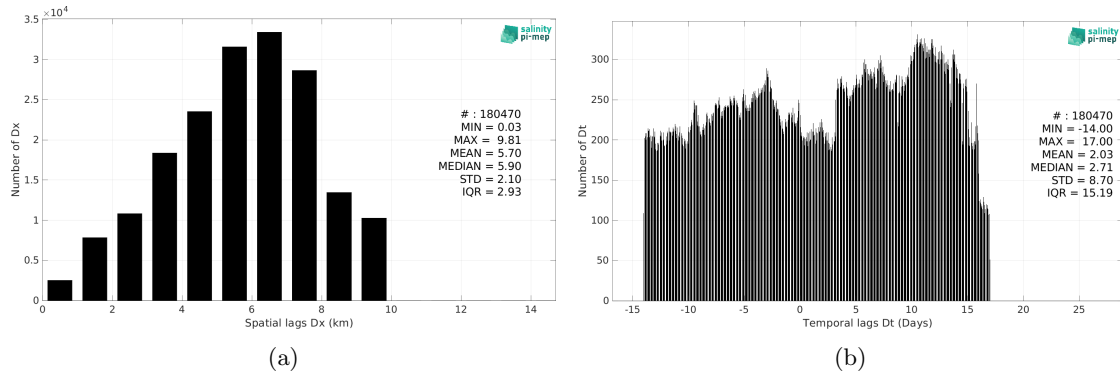 ×10⁴
3.5
3
2.5
2
1.5
1
0.5
0
0 2 4 6 8 10 12 14
Number of Dx
Spatial lags Dx (km)
salinity
pi-mep
# : 180470
MIN = 0.03
MAX = 9.81
MEAN = 5.70
MEDIAN = 5.90
STD = 2.10
IQR = 2.93
(a)
300
250
200
150
100
50
0
-15 -10 -5 0 5 10 15 20 25
Number of Dt
Temporal lags Dt (Days)
salinity
pi-mep
# : 180470
MIN = -14.00
MAX = 17.00
MEAN = 2.03
MEDIAN = 2.71
STD = 8.70
IQR = 15.19
(b)